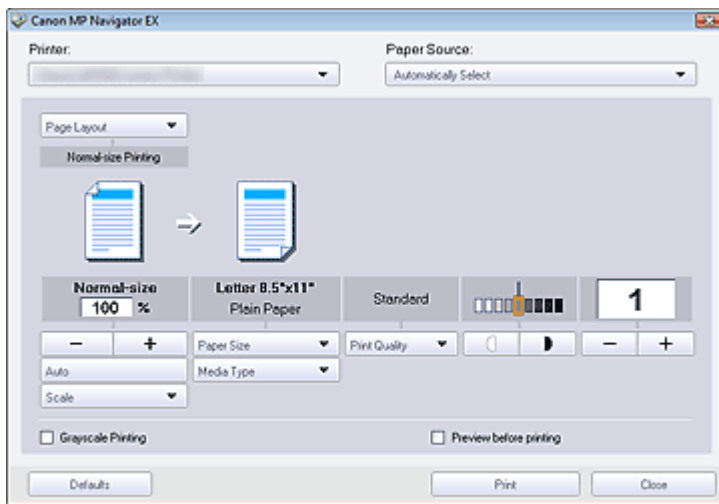 Canon MP Navigator EX
Printer:
Paper Source:
Automatically Select
Page Layout
Normal-size Printing
Normal-size
100 %
Letter 8.5"x11"
Plain Paper
Standard
1
- +
Paper Size
Print Quality
- +
Auto
Media Type
Scale
Grayscale Printing
Preview before printing
Defaults
Print
Close